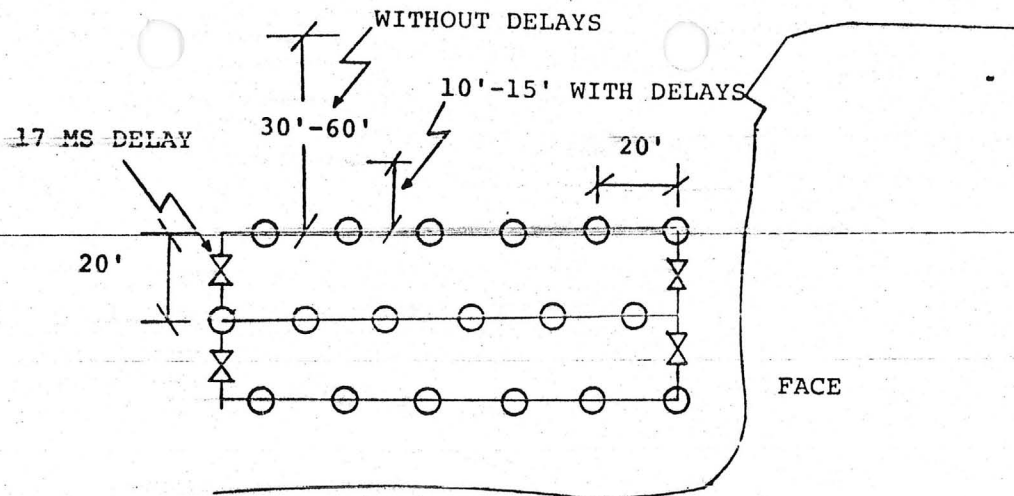 WITHOUT DELAYS
10'-15' WITH DELAYS
30'-60'
17 MS DELAY
20'
20'
FACE